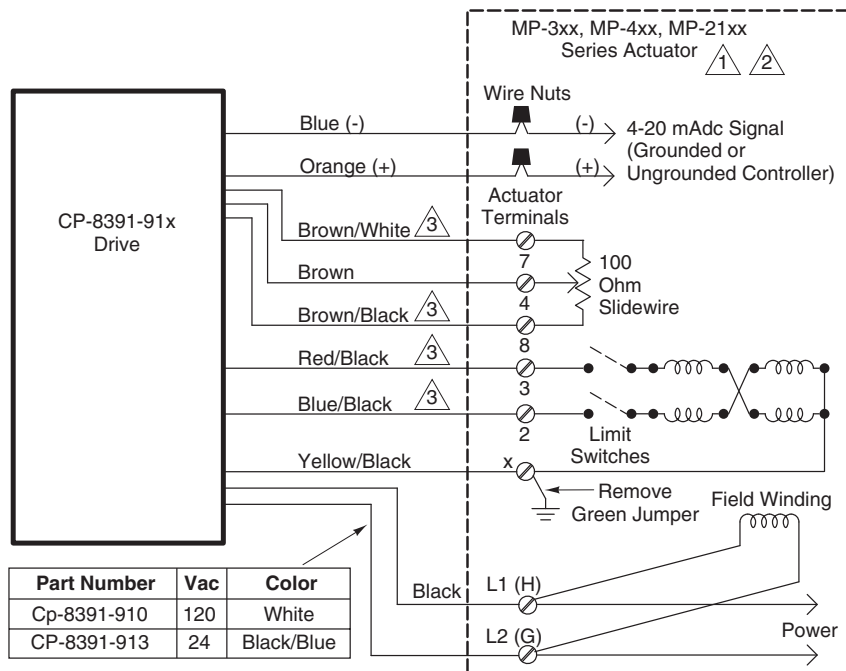 MP-3xx, MP-4xx, MP-21xx
Series Actuator
1
2
Wire Nuts
Blue (-)
(-)
4-20 mAdc Signal
(Grounded or
Ungrounded Controller)
Orange (+)
(+)
CP-8391-91x
Drive
Actuator
Terminals
Brown/White
3
7
100
Ohm
Slidewire
Brown
4
Brown/Black
3
8
Red/Black
3
3
Blue/Black
3
2
Limit
Switches
Yellow/Black
x
Remove
Green Jumper
Field Winding
Part Number Vac Color
Cp-8391-910 120 White
CP-8391-913 24 Black/Blue
Black
L1 (H)
L2 (G)
Power